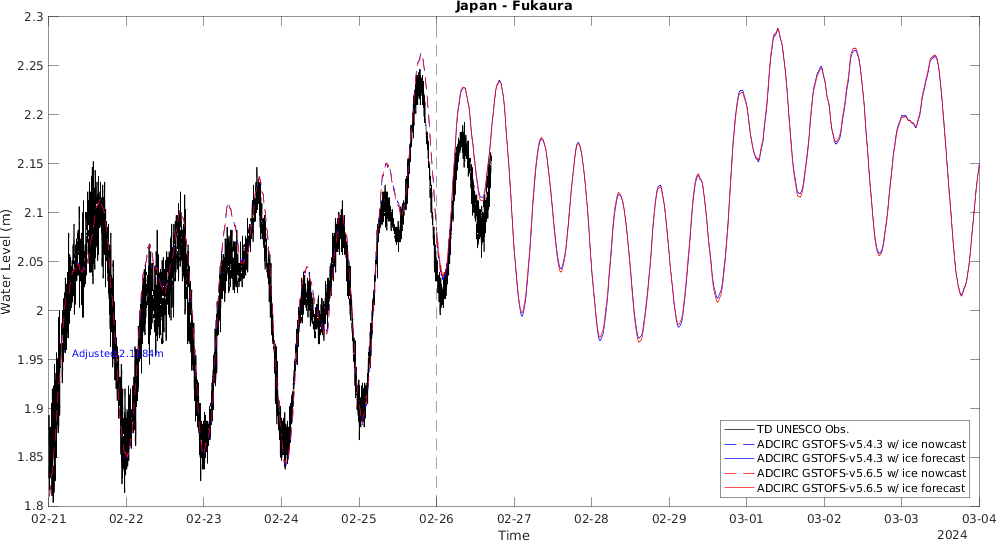 Japan - Fukaura
2.3
2.25
2.2
2.15
2.1
2.05
2
1.95
1.9
1.85
1.8
Water Level (m)
TD UNESCO Obs.
ADCIRC GSTOFS-v5.4.3 w/ ice nowcast
ADCIRC GSTOFS-v5.4.3 w/ ice forecast
ADCIRC GSTOFS-v5.6.5 w/ ice nowcast
ADCIRC GSTOFS-v5.6.5 w/ ice forecast
02-21 02-22 02-23 02-24 02-25 02-26 02-27 02-28 02-29 03-01 03-02 03-03 03-04
Time
2024